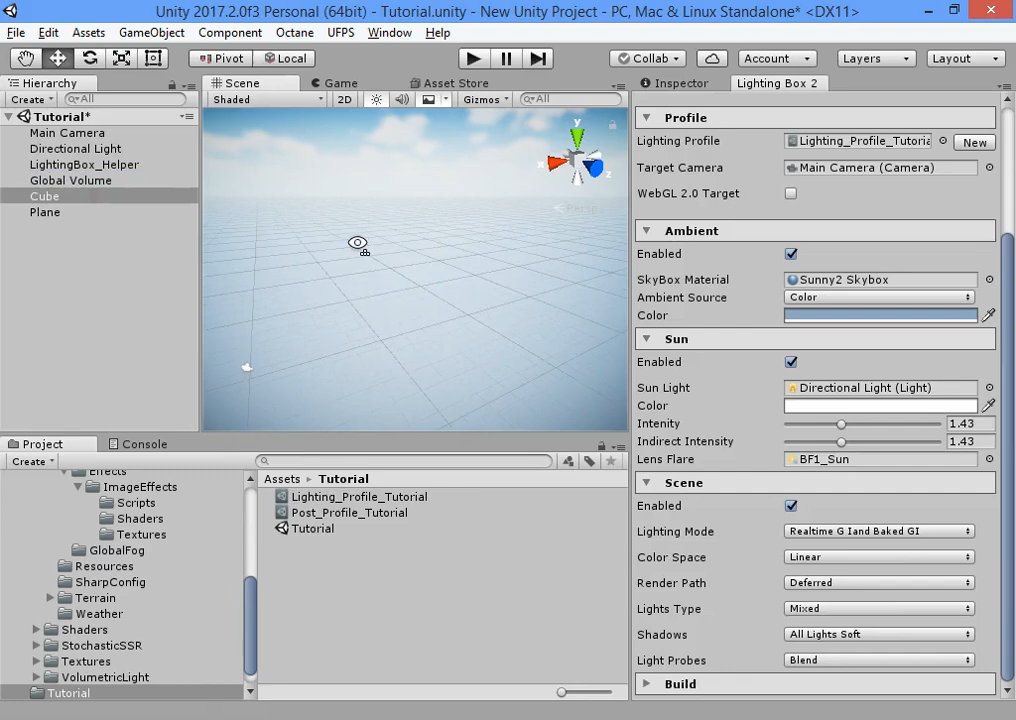 Unity 2017.2.0f3 Personal (64bit) - Tutorial.unity - New Unity Project - PC, Mac & Linux Standalone* <DX11>
File Edit Assets GameObject Component Octane UFPS Window Help
Pivot Local Collab Account Layers Layout
Hierarchy
Create All
Tutorial*
Main Camera
Directional Light
LightingBox_Helper
Global Volume
Cube
Plane
Scene Game Asset Store
Shaded 2D Gizmos All
y
x
z
Persp
Inspector Lighting Box 2
Profile
Lighting Profile Lighting_Profile_Tutoria New
Target Camera Main Camera (Camera)
WebGL 2.0 Target
Ambient
Enabled
SkyBox Material Sunny2 Skybox
Ambient Source Color
Color
Sun
Enabled
Sun Light Directional Light (Light)
Color
Intenity 1.43
Indirect Intensity 1.43
Lens Flare BF1_Sun
Scene
Enabled
Lighting Mode Realtime G Iand Baked GI
Color Space Linear
Render Path Deferred
Lights Type Mixed
Shadows All Lights Soft
Light Probes Blend
Build
Project Console
Create
Effects
ImageEffects
Scripts
Shaders
Textures
GlobalFog
Resources
SharpConfig
Terrain
Weather
Shaders
StochasticSSR
Textures
VolumetricLight
Tutorial
Assets Tutorial
Lighting_Profile_Tutorial
Post_Profile_Tutorial
Tutorial